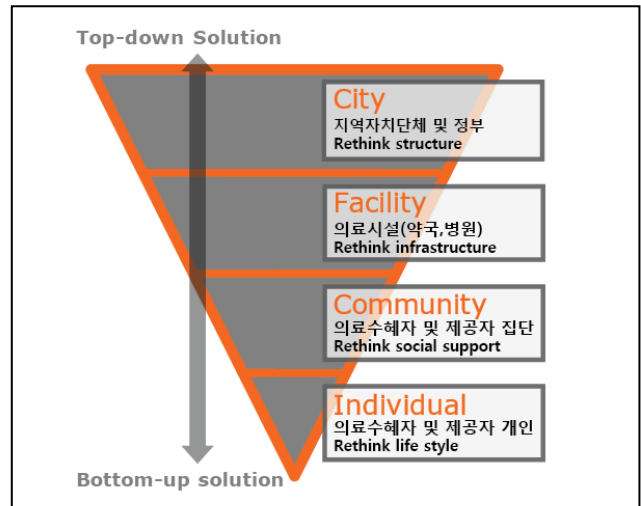 Top-down Solution
City
지역자치단체 및 정부
Rethink structure
Facility
의료시설(약국,병원)
Rethink infrastructure
Community
의료수혜자 및 제공자 집단
Rethink social support
Individual
의료수혜자 및 제공자 개인
Rethink life style
Bottom-up solution